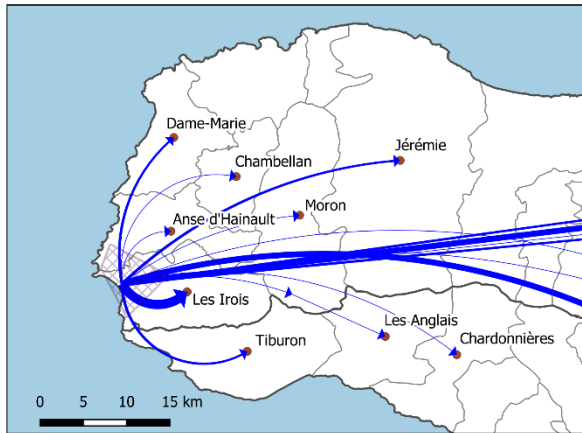 Dame-Marie
Jérémie
Chambellan
Moron
Anse d'Hainault
Les Irois
Les Anglais
Tiburon
Chardonnières
0 5 10 15 km